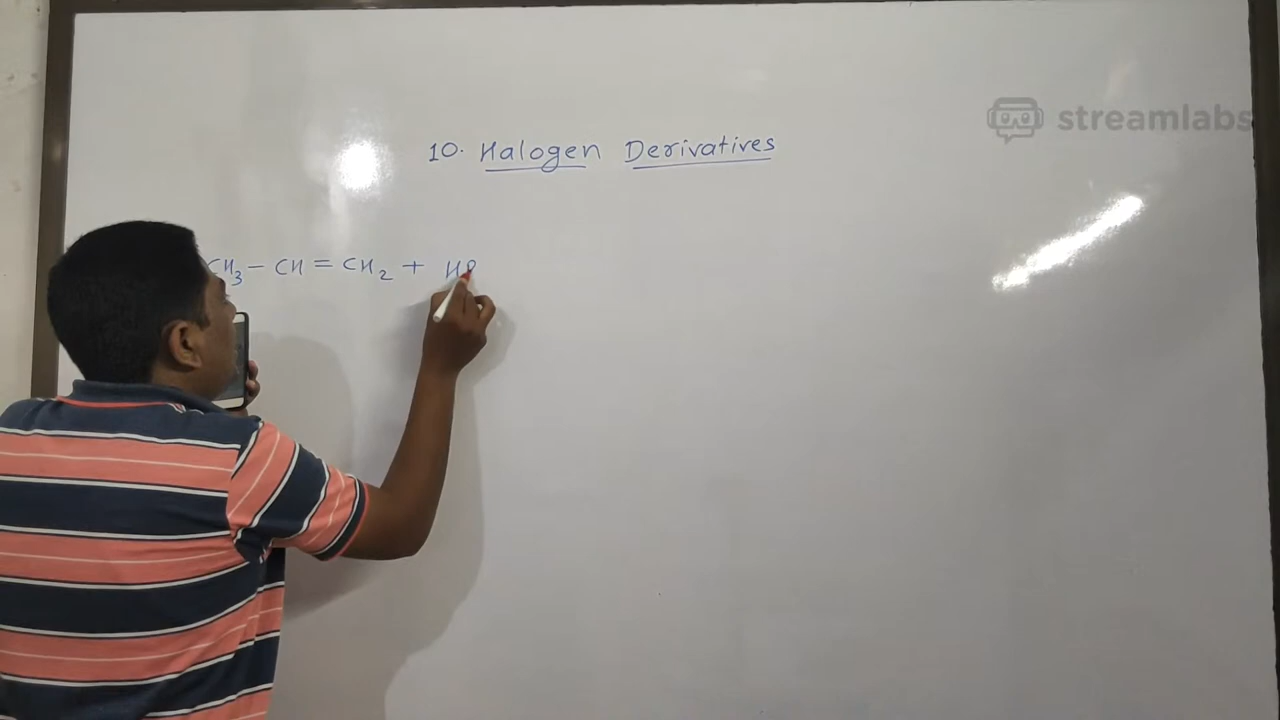 streamlabs
10. Halogen Derivatives
CH₃ - CH = CH₂ + H